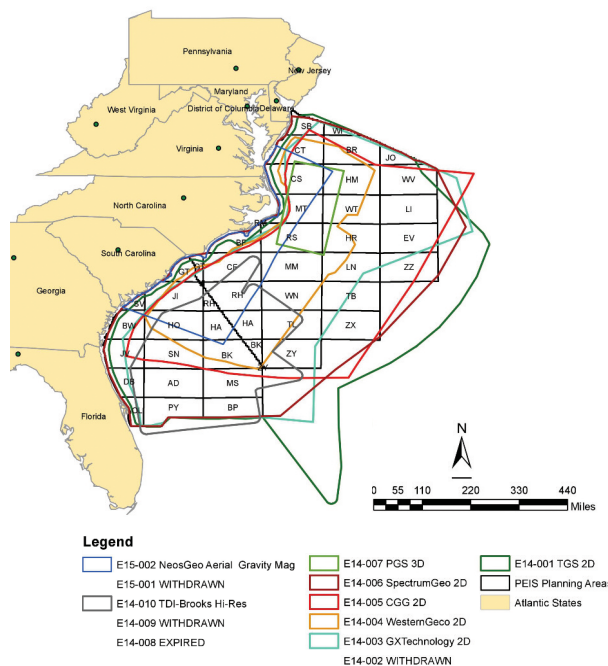 Pennsylvania
New Jersey
Maryland
West Virginia
District of Columbia
Delaware
Virginia
North Carolina
South Carolina
Georgia
Florida
SB
WI
CT
BR
JO
CS
HM
WV
MT
WT
LI
RS
HR
EV
BF
CF
MM
LN
ZZ
GT
JI
RH
RH
WN
TB
SV
BW
HO
HA
HA
ZX
SN
BK
BK
ZY
DB
AD
MS
PY
BP
N
0 55 110 220 330 440
Miles
Legend
E15-002 NeosGeo Aerial Gravity Mag
E15-001 WITHDRAWN
E14-010 TDI-Brooks Hi-Res
E14-009 WITHDRAWN
E14-008 EXPIRED
E14-007 PGS 3D
E14-006 SpectrumGeo 2D
E14-005 CGG 2D
E14-004 WesternGeco 2D
E14-003 GXTechnology 2D
E14-002 WITHDRAWN
E14-001 TGS 2D
PEIS Planning Areas
Atlantic States